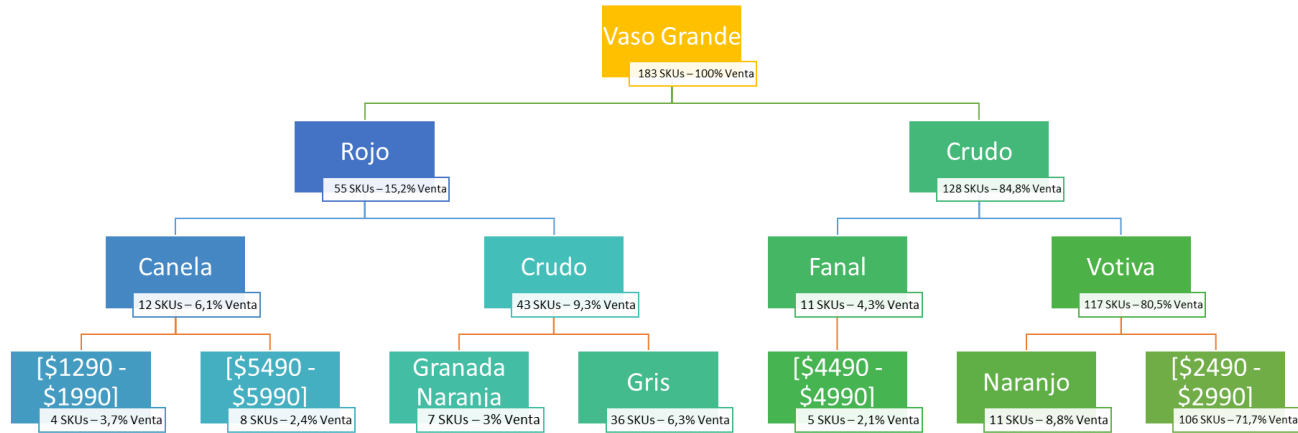 Vaso Grande
183 SKUs – 100% Venta
Rojo
55 SKUs – 15,2% Venta
Crudo
128 SKUs – 84,8% Venta
Canela
12 SKUs – 6,1% Venta
Crudo
43 SKUs – 9,3% Venta
Fanal
11 SKUs – 4,3% Venta
Votiva
117 SKUs – 80,5% Venta
[$1290 -
$1990]
4 SKUs – 3,7% Venta
[$5490 -
$5990]
8 SKUs – 2,4% Venta
Granada
Naranja
7 SKUs – 3% Venta
Gris
36 SKUs – 6,3% Venta
[$4490 -
$4990]
5 SKUs – 2,1% Venta
Naranjo
11 SKUs – 8,8% Venta
[$2490 -
$2990]
106 SKUs – 71,7% Venta